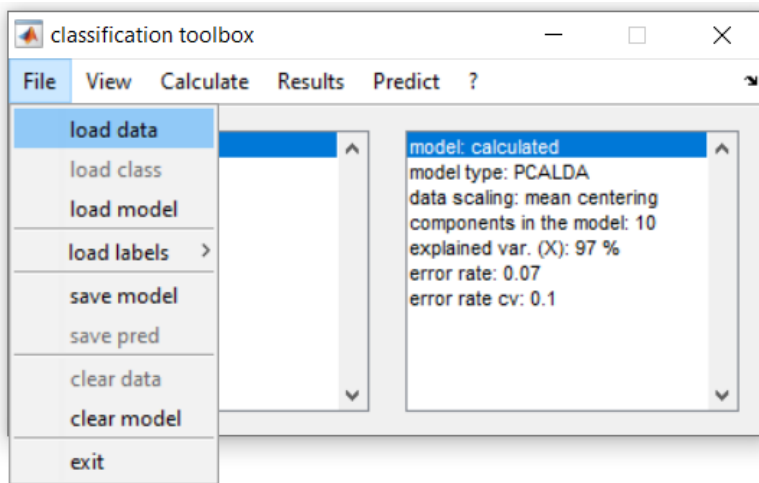 classification toolbox
File View Calculate Results Predict ?
load data
load class
load model
load labels
save model
save pred
clear data
clear model
exit
model: calculated
model type: PCALDA
data scaling: mean centering
components in the model: 10
explained var. (X): 97 %
error rate: 0.07
error rate cv: 0.1